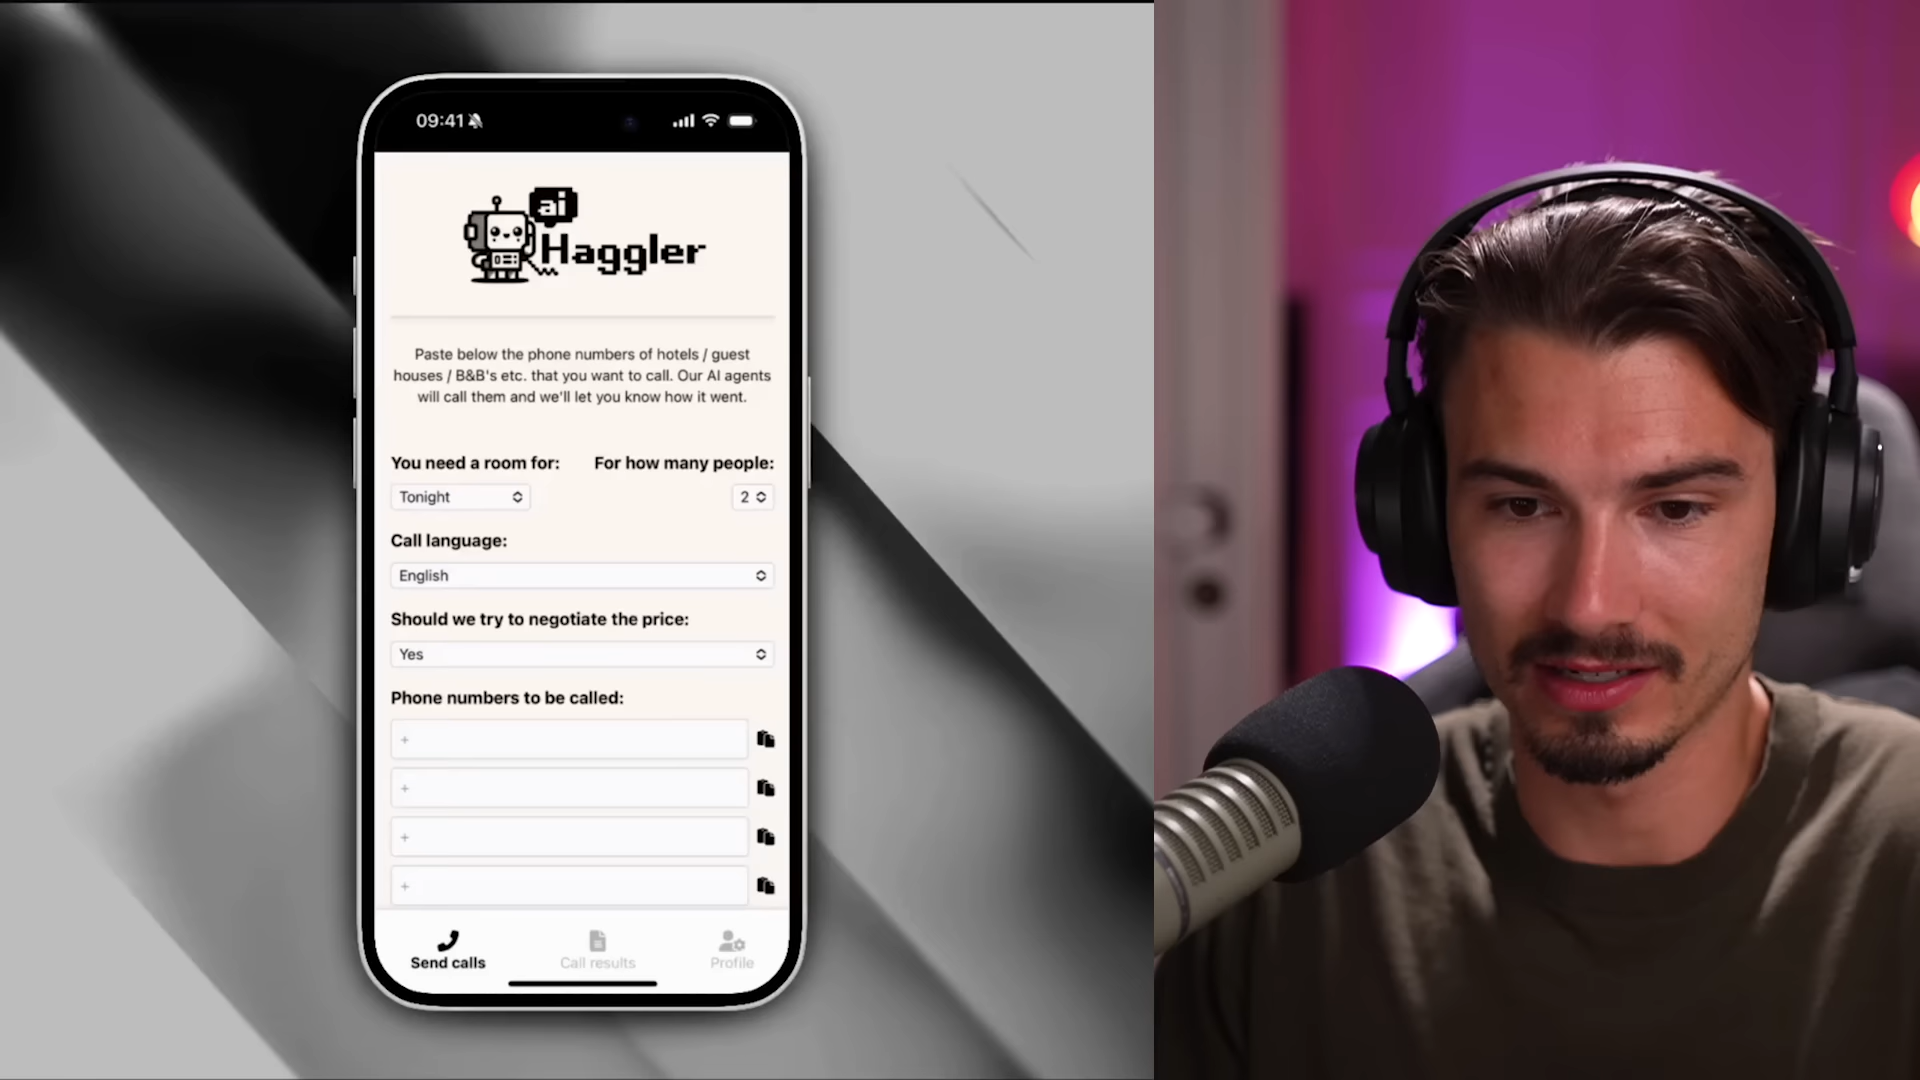 09:41
ai
Haggler
Paste below the phone numbers of hotels / guest
houses / B&B's etc. that you want to call. Our AI agents
will call them and we'll let you know how it went.
You need a room for: For how many people:
Tonight 2
Call language:
English
Should we try to negotiate the price:
Yes
Phone numbers to be called:
+
+
+
+
Send calls Call results Profile